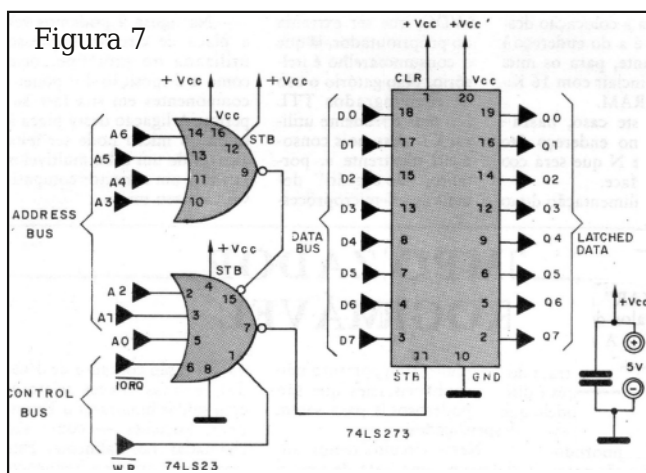 Figura 7
+Vcc
+Vcc
Vcc
STB
A6
A5
A4
A3
14
16
13
12
11
9
10
ADDRESS
BUS
+Vcc
STB
A2
A1
A0
IORQ
WR
2
4
15
3
7
5
1
6
8
CONTROL
BUS
74LS23
+Vcc
+Vcc'
CLR
Vcc
1
20
D0
18
19
Q0
D1
17
16
Q1
D2
15
14
Q2
D3
13
12
Q3
D4
8
9
Q4
D5
7
6
Q5
D6
4
5
Q6
D7
3
2
Q7
DATA
BUS
LATCHED
DATA
11
10
STB
GND
74LS273
+Vcc
5V